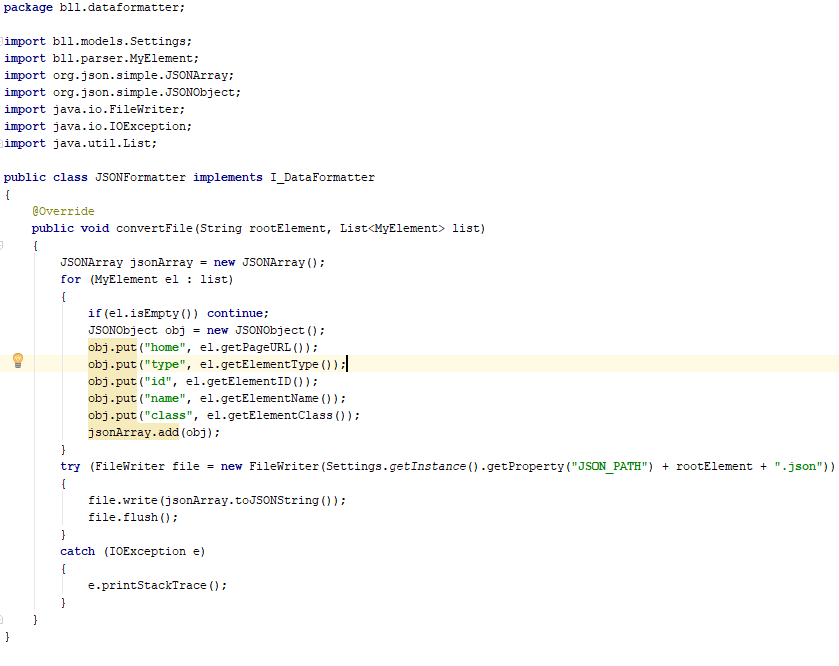 package bll.dataformatter;
import bll.models.Settings;
import bll.parser.MyElement;
import org.json.simple.JSONArray;
import org.json.simple.JSONObject;
import java.io.FileWriter;
import java.io.IOException;
import java.util.List;
public class JSONFormatter implements I_DataFormatter
{
@Override
public void convertFile(String rootElement, List<MyElement> list)
{
JSONArray jsonArray = new JSONArray();
for (MyElement el : list)
{
if(el.isEmpty()) continue;
JSONObject obj = new JSONObject();
obj.put("home", el.getPageURL());
obj.put("type", el.getElementType());
obj.put("id", el.getElementID());
obj.put("name", el.getElementName());
obj.put("class", el.getElementClass());
jsonArray.add(obj);
}
try (FileWriter file = new FileWriter(Settings.getInstance().getProperty("JSON_PATH") + rootElement + ".json"))
{
file.write(jsonArray.toJSONString());
file.flush();
}
catch (IOException e)
{
e.printStackTrace();
}
}
}